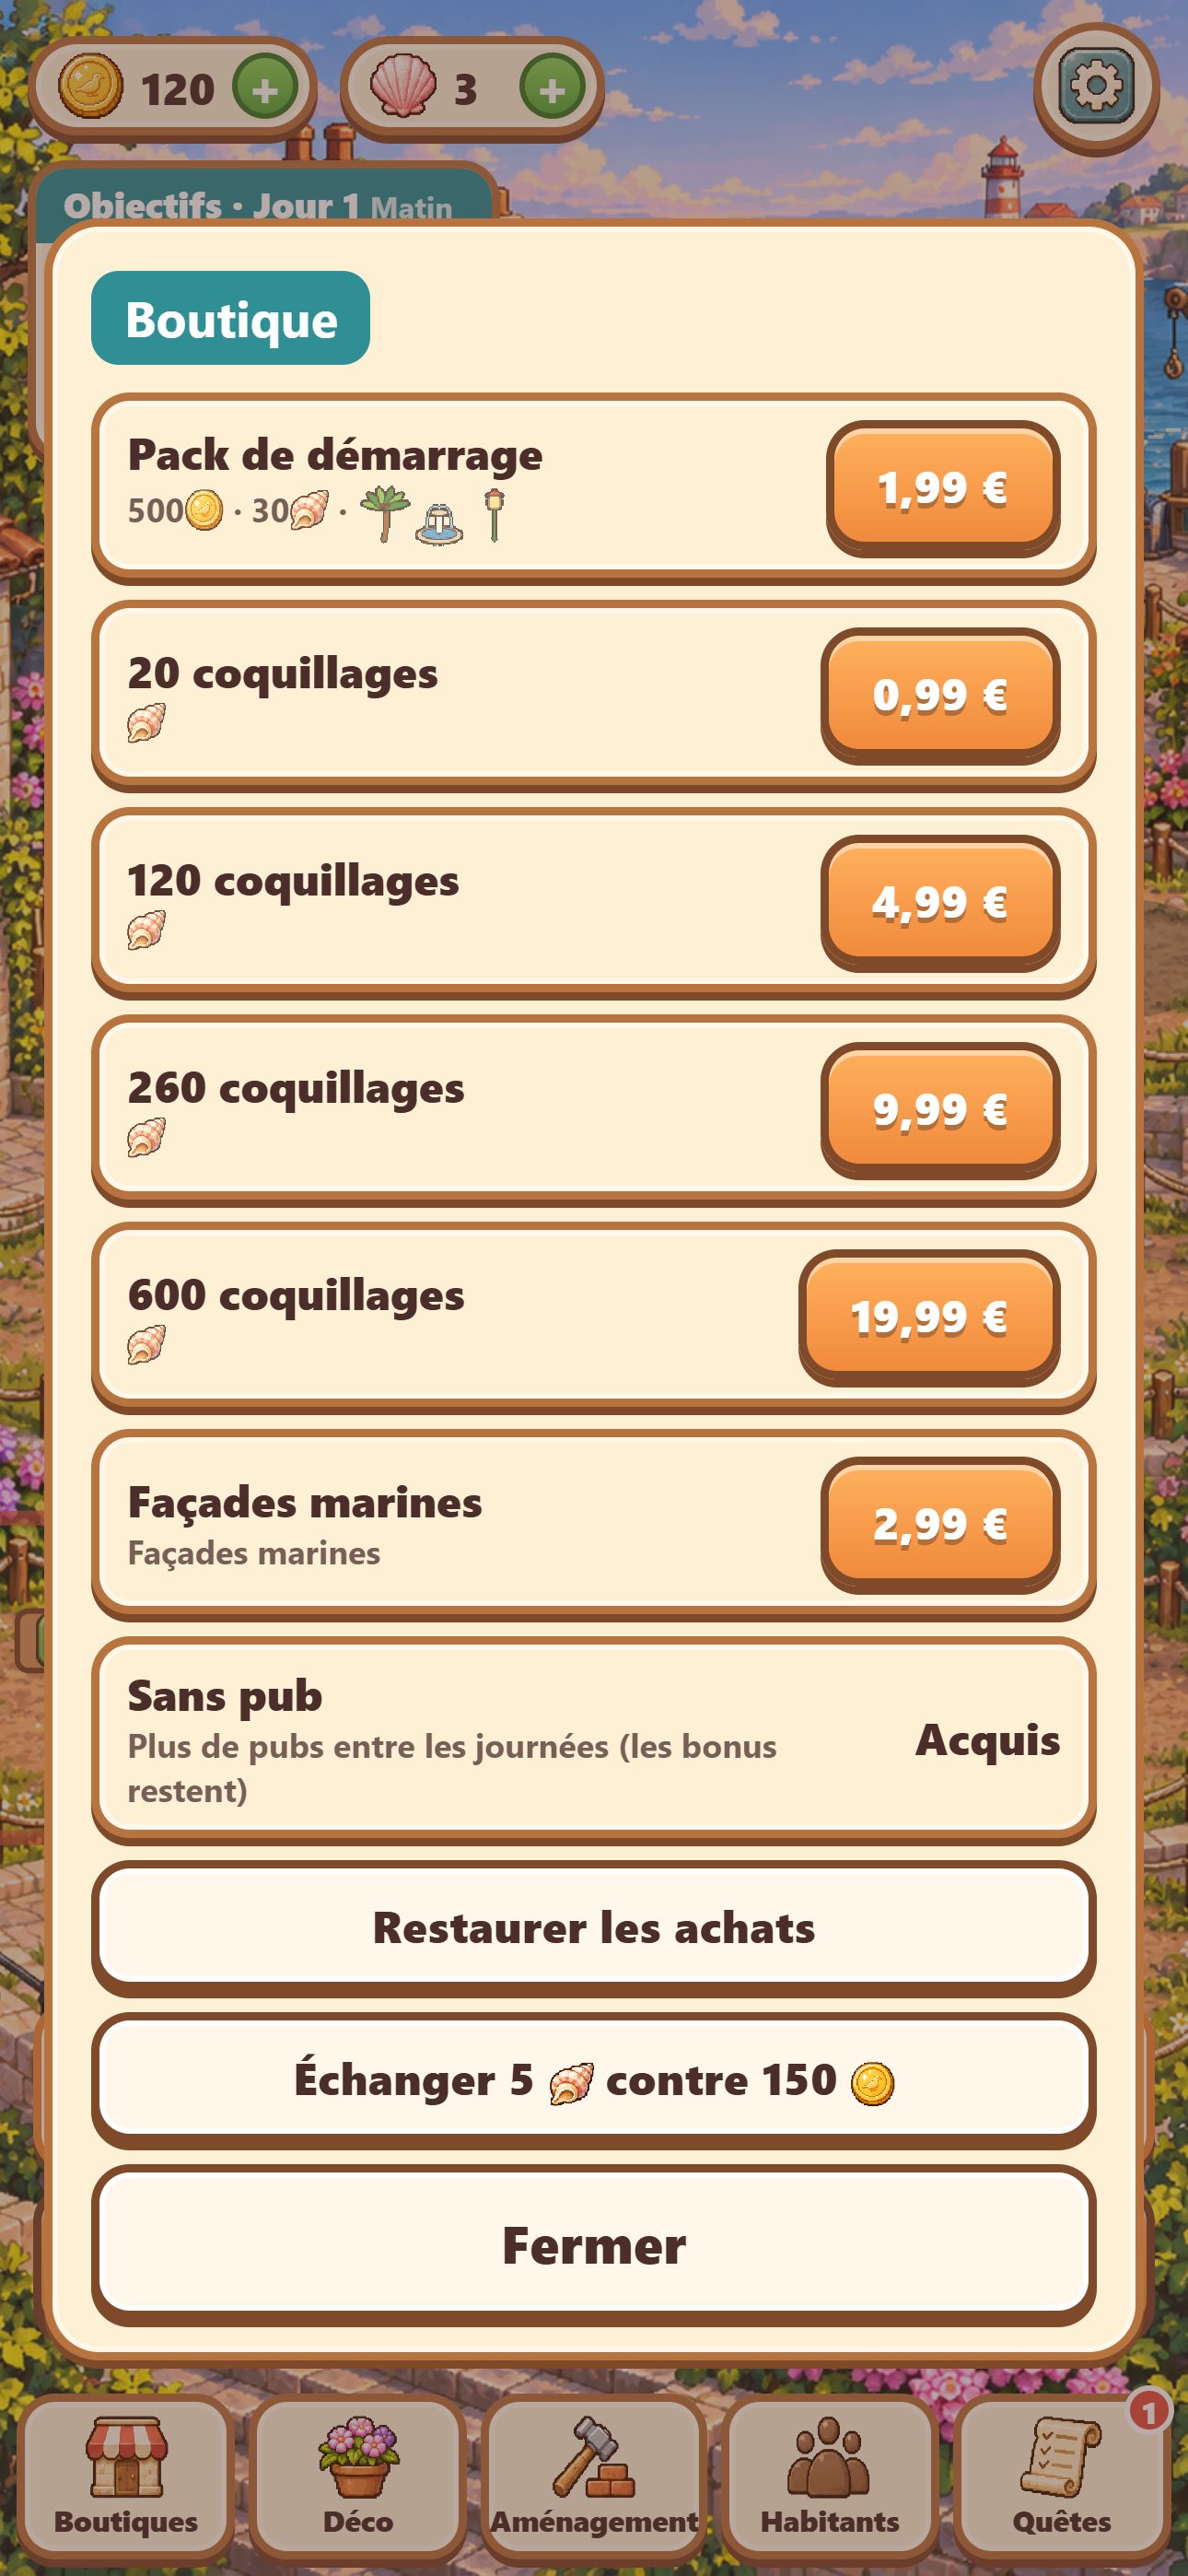 120 +
3 +
Objectifs · Jour 1 Matin
Boutique
Pack de démarrage
500 · 30 ·
1,99 €
20 coquillages
0,99 €
120 coquillages
4,99 €
260 coquillages
9,99 €
600 coquillages
19,99 €
Façades marines
Façades marines
2,99 €
Sans pub
Plus de pubs entre les journées (les bonus
restent)
Acquis
Restaurer les achats
Échanger 5 contre 150
Fermer
1
Boutiques
Déco
Aménagement
Habitants
Quêtes